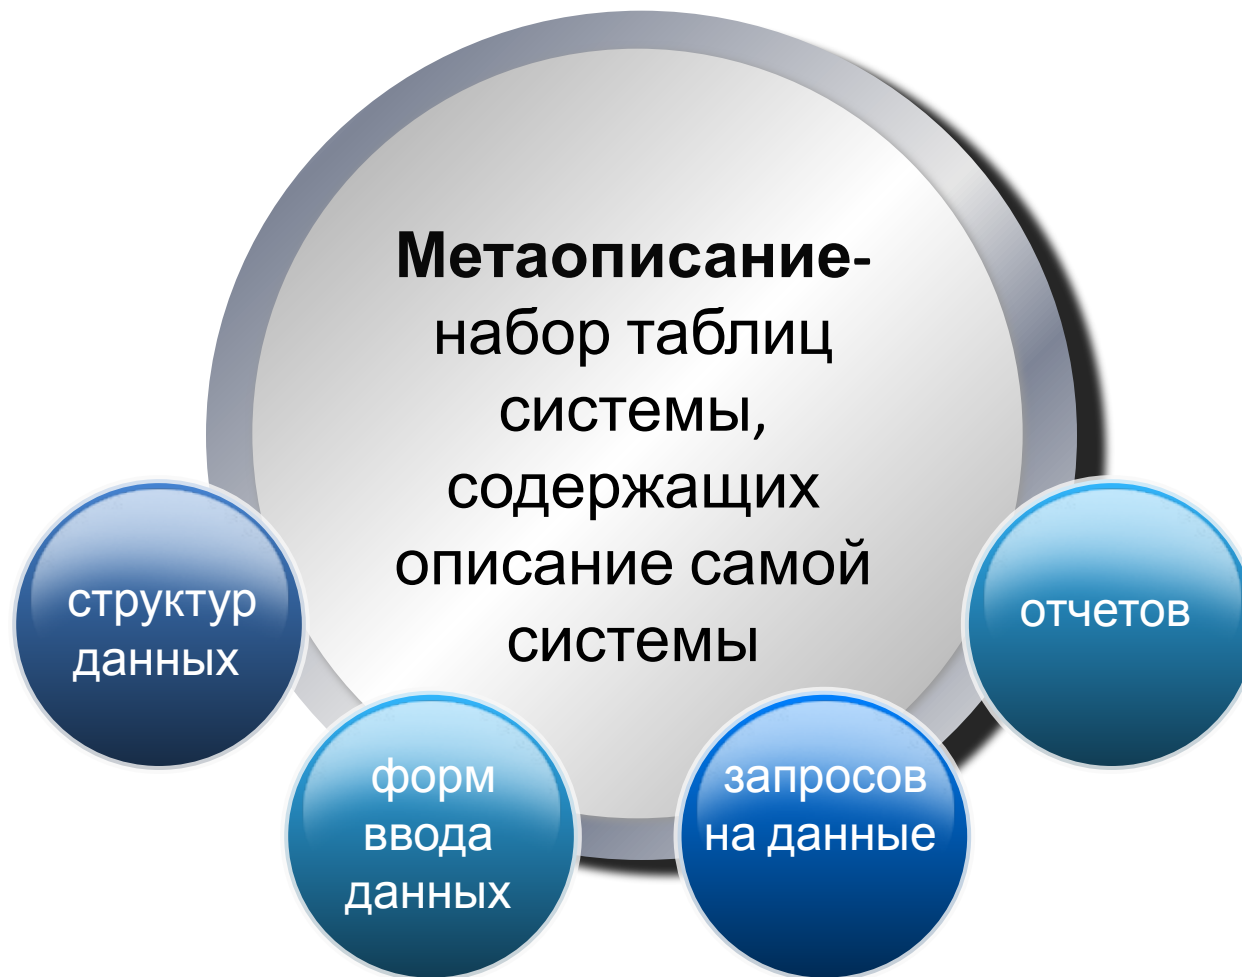 Метаописание-
набор таблиц
системы,
содержащих
описание самой
системы
структур
данных
форм
ввода
данных
запросов
на данные
отчетов